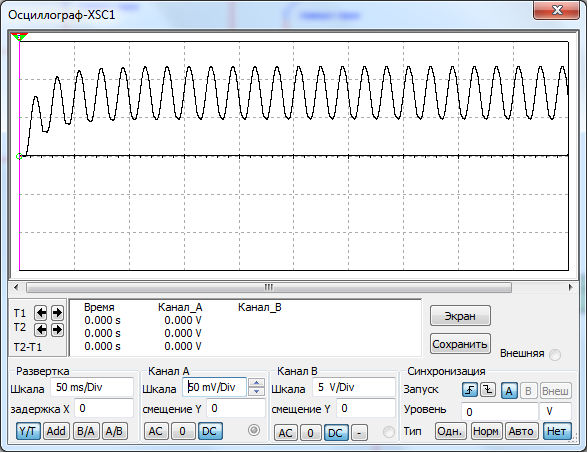 Осциллограф-XSC1
Время Канал_А Канал_В
T1 0.000 s 0.000 V
T2 0.000 s 0.000 V
T2-T1 0.000 s 0.000 V
Экран
Сохранить
Внешняя
Развертка
Шкала 50 ms/Div
задержка X 0
Y/T Add B/A A/B
Канал А
Шкала 50 mV/Div
смещение Y 0
AC 0 DC
Канал В
Шкала 5 V/Div
смещение Y 0
AC 0 DC -
Синхронизация
Запуск A B Внеш
Уровень 0 V
Тип Одн. Норм Авто Нет